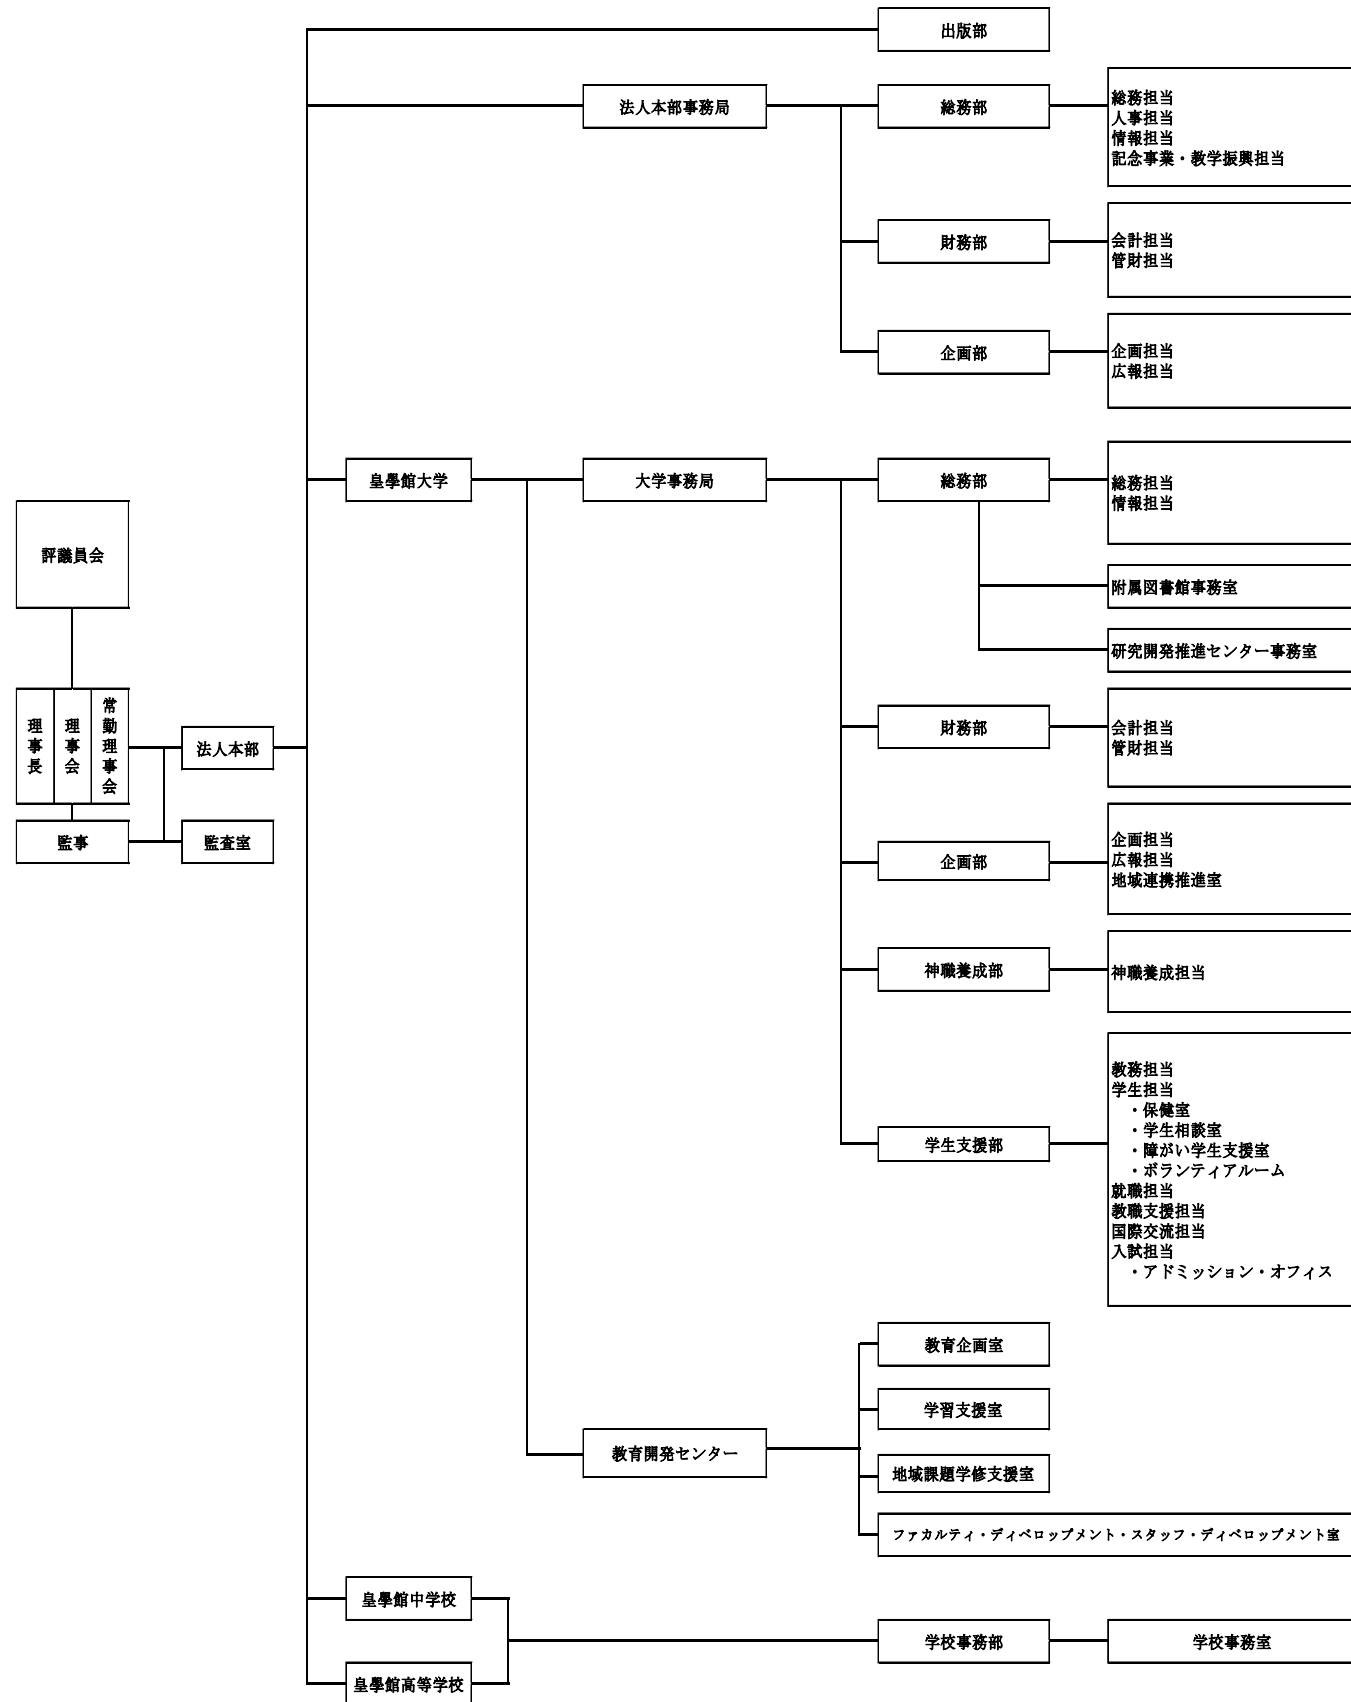 出版部
法人本部事務局
総務部
総務担当
人事担当
情報担当
記念事業・教学振興担当
財務部
会計担当
管財担当
企画部
企画担当
広報担当
皇學館大学
大学事務局
総務部
総務担当
情報担当
附属図書館事務室
研究開発推進センター事務室
評議員会
理事長
理事会
常勤理事会
法人本部
監事
監査室
財務部
会計担当
管財担当
企画部
企画担当
広報担当
地域連携推進室
神職養成部
神職養成担当
学生支援部
教務担当
学生担当
・保健室
・学生相談室
・障がい学生支援室
・ボランティアルーム
就職担当
教職支援担当
国際交流担当
入試担当
・アドミッション・オフィス
教育開発センター
教育企画室
学習支援室
地域課題学修支援室
ファカルティ・ディベロップメント・スタッフ・ディベロップメント室
皇學館中学校
皇學館高等学校
学校事務部
学校事務室